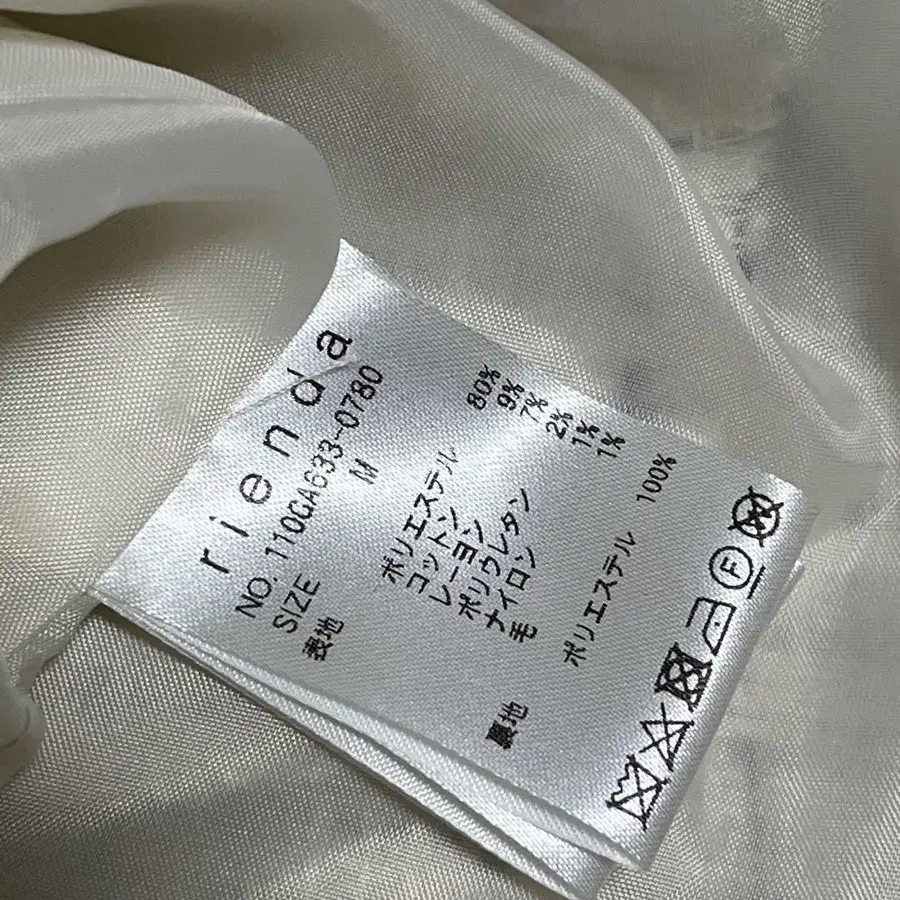 rienda
NO. 110GA633-0780
SIZE M
表地
ポリエステル 80%
コットン 9%
レーヨン 7%
ポリウレタン 2%
ナイロン 1%
毛 1%
裏地
ポリエステル 100%
F